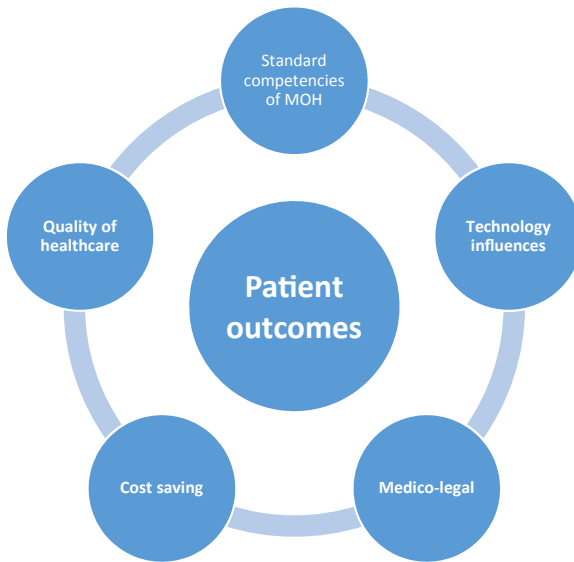 Standard
competencies
of MOH
Quality of
healthcare
Technology
influences
Patient
outcomes
Cost saving
Medico-legal